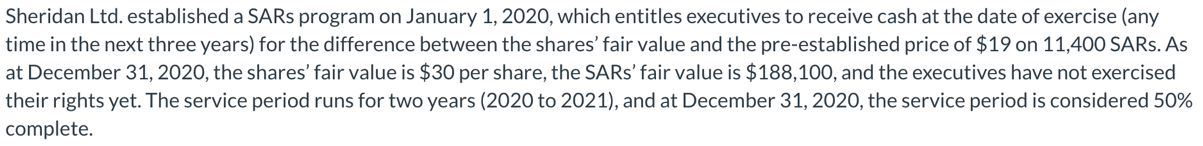 Sheridan Ltd. established a SARs program on January 1, 2020, which entitles executives to receive cash at the date of exercise (any
time in the next three years) for the difference between the shares’ fair value and the pre-established price of $19 on 11,400 SARs. As
at December 31, 2020, the shares’ fair value is $30 per share, the SARs’ fair value is $188,100, and the executives have not exercised
their rights yet. The service period runs for two years (2020 to 2021), and at December 31, 2020, the service period is considered 50%
complete.